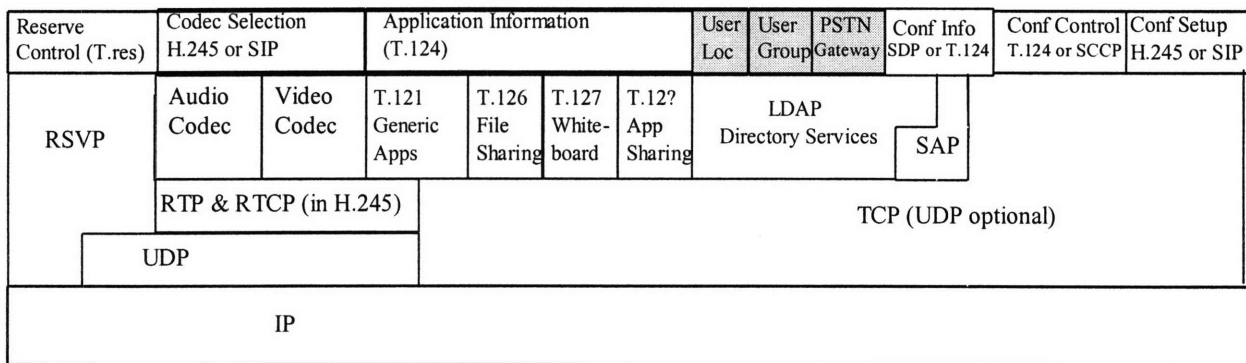 Reserve
Control (T.res)
Codec Selection
H.245 or SIP
Application Information
(T.124)
User
Loc
User
Group
PSTN
Gateway
Conf Info
SDP or T.124
Conf Control
T.124 or SCCP
Conf Setup
H.245 or SIP
RSVP
Audio
Codec
Video
Codec
T.121
Generic
Apps
T.126
File
Sharing
T.127
White-
board
T.12?
App
Sharing
LDAP
Directory Services
SAP
RTP & RTCP (in H.245)
TCP (UDP optional)
UDP
IP